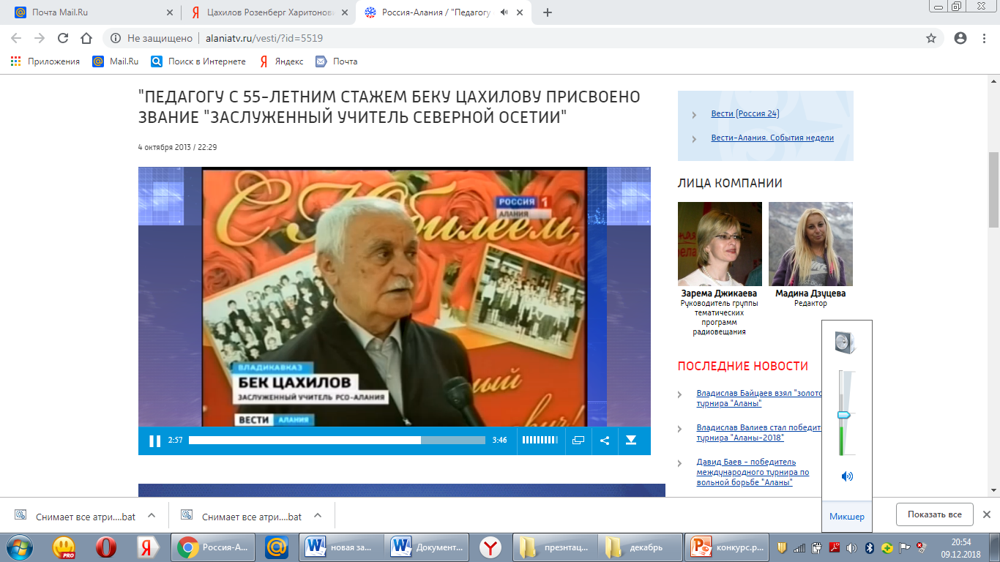 Почта Mail.Ru
Цахилов Розенберг Харитонови
Россия-Алания / "Педагогу
Не защищено
alaniatv.ru/vesti/?id=5519
Приложения
Mail.Ru
Поиск в Интернете
Яндекс
Почта
"ПЕДАГОГУ С 55-ЛЕТНИМ СТАЖЕМ БЕКУ ЦАХИЛОВУ ПРИСВОЕНО
ЗВАНИЕ "ЗАСЛУЖЕННЫЙ УЧИТЕЛЬ СЕВЕРНОЙ ОСЕТИИ"
4 октября 2013 / 22:29
С Юбилеем,
РОССИЯ 1
АЛАНИЯ
ВЛАДИКАВКАЗ
БЕК ЦАХИЛОВ
ЗАСЛУЖЕННЫЙ УЧИТЕЛЬ РСО-АЛАНИЯ
ВЕСТИ АЛАНИЯ
2:57
3:46
Вести (Россия 24)
Вести-Алания. События недели
ЛИЦА КОМПАНИИ
Зарема Джикаева
Руководитель группы
тематических
программ
радиовещания
Мадина Дзуцева
Редактор
ПОСЛЕДНИЕ НОВОСТИ
Владислав Байцаев взял "золото
турнира "Аланы"
Владислав Валиев стал победит
турнира "Аланы-2018"
Давид Баев - победитель
международного турнира по
вольной борьбе "Аланы"
Микшер
Снимает все атри....bat
Снимает все атри....bat
Показать все
PRO
Россия-А...
новая за...
Документ...
презнтац...
декабрь
конкурс.р...
20:54
09.12.2018